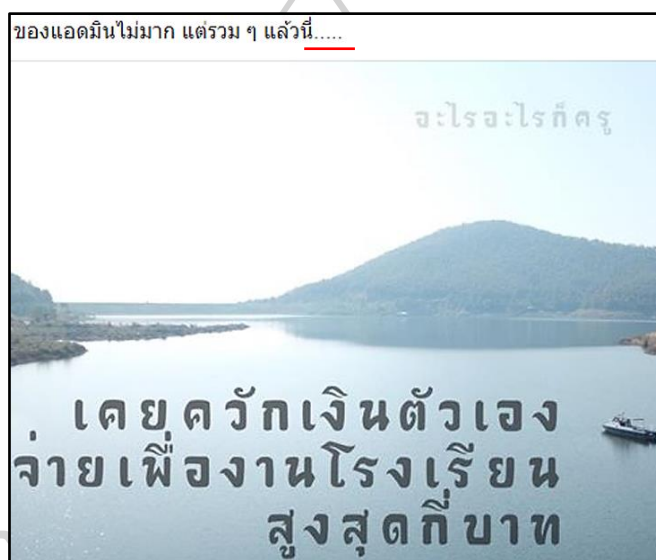 ของแอดมินไม่มาก แต่รวม ๆ แล้วนี่.....
อะไรอะไรก็ครู
เคยควักเงินตัวเอง
จ่ายเพื่องานโรงเรียน
สูงสุดกี่บาท